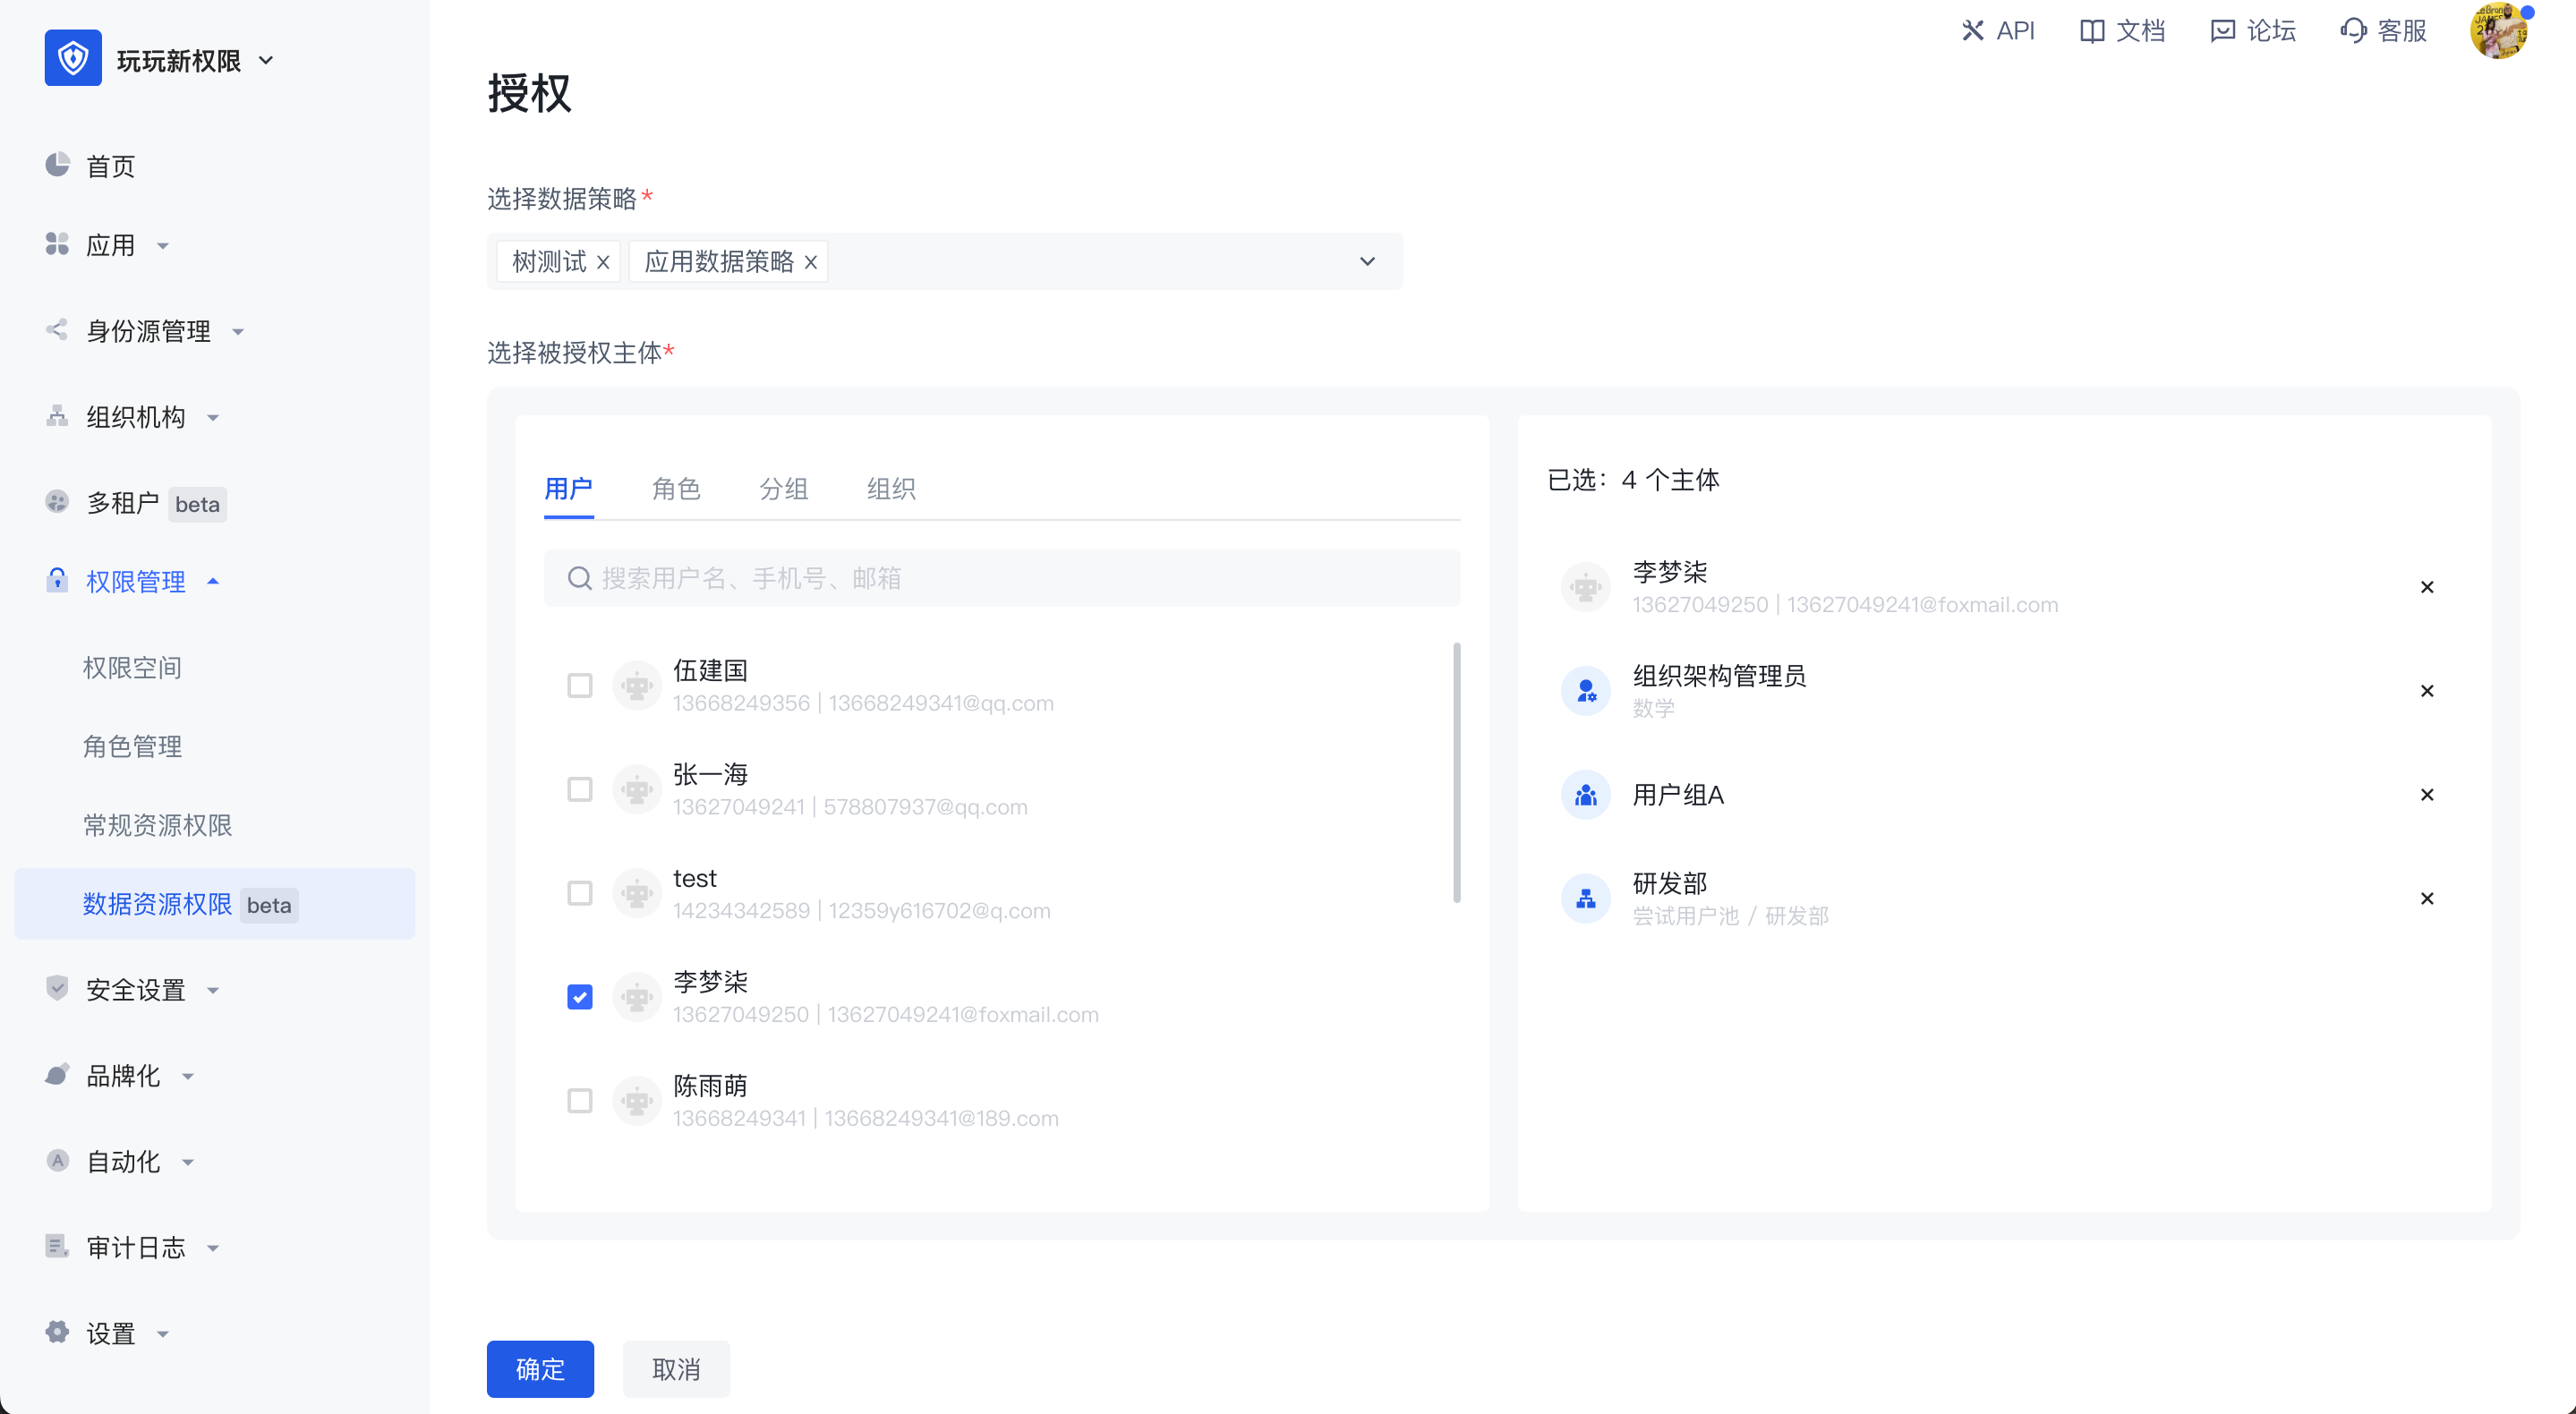 玩玩新权限
API 文档 论坛 客服
首页
应用
身份源管理
组织机构
多租户 beta
权限管理
权限空间
角色管理
常规资源权限
数据资源权限 beta
安全设置
品牌化
自动化
审计日志
设置
授权
选择数据策略*
树测试 应用数据策略
选择被授权主体*
用户 角色 分组 组织
搜索用户名、手机号、邮箱
伍建国
13668249356 | 13668249341@qq.com
张一海
13627049241 | 578807937@qq.com
test
14234342589 | 12359y616702@q.com
李梦柒
13627049250 | 13627049241@foxmail.com
陈雨萌
13668249341 | 13668249341@189.com
已选：4 个主体
李梦柒
13627049250 | 13627049241@foxmail.com
组织架构管理员
数学
用户组A
研发部
尝试用户池 / 研发部
确定 取消